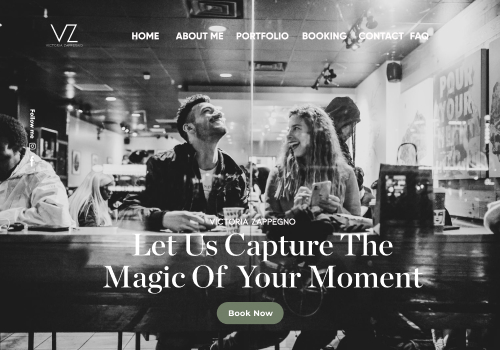 VZ
VICTORIA ZAPPEGNO
HOME ABOUT ME PORTFOLIO BOOKING CONTACT FAQ
Follow me
POUR
YOUR
VICTORIA ZAPPEGNO
Let Us Capture The
Magic Of Your Moment
Book Now